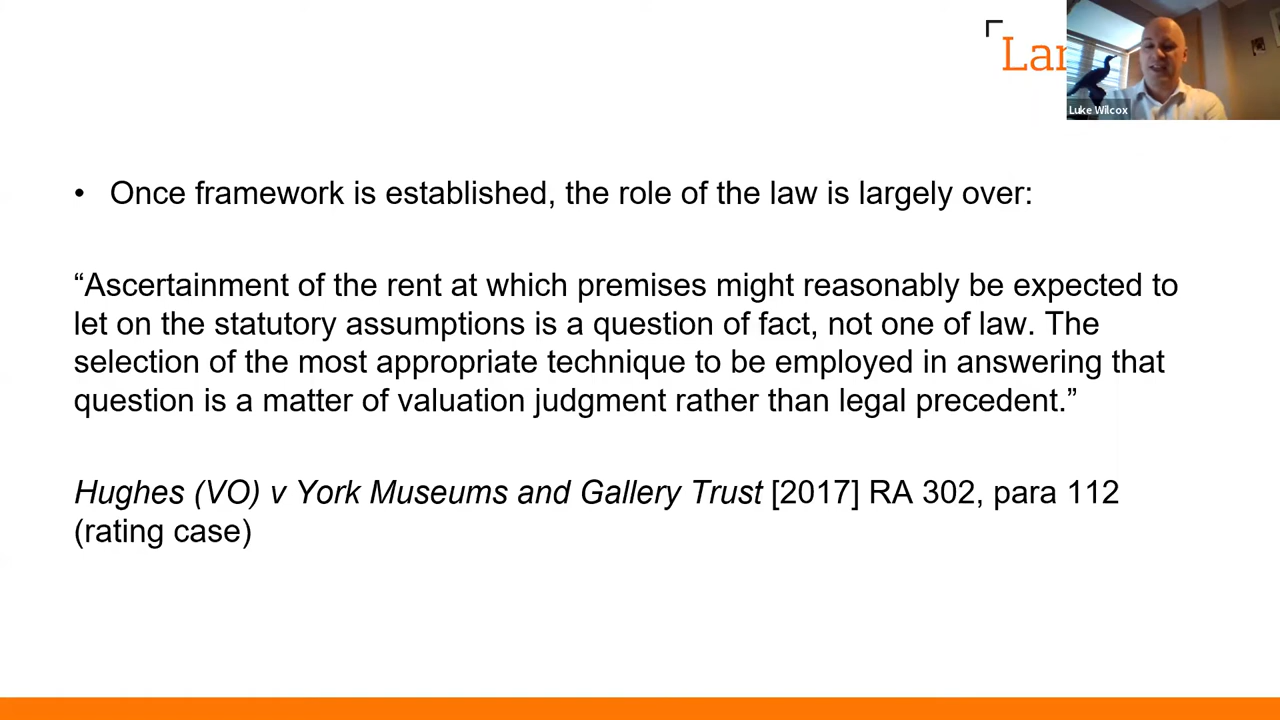 Lan
Luke Wilcox
• Once framework is established, the role of the law is largely over:
“Ascertainment of the rent at which premises might reasonably be expected to
let on the statutory assumptions is a question of fact, not one of law. The
selection of the most appropriate technique to be employed in answering that
question is a matter of valuation judgment rather than legal precedent.”
Hughes (VO) v York Museums and Gallery Trust [2017] RA 302, para 112
(rating case)